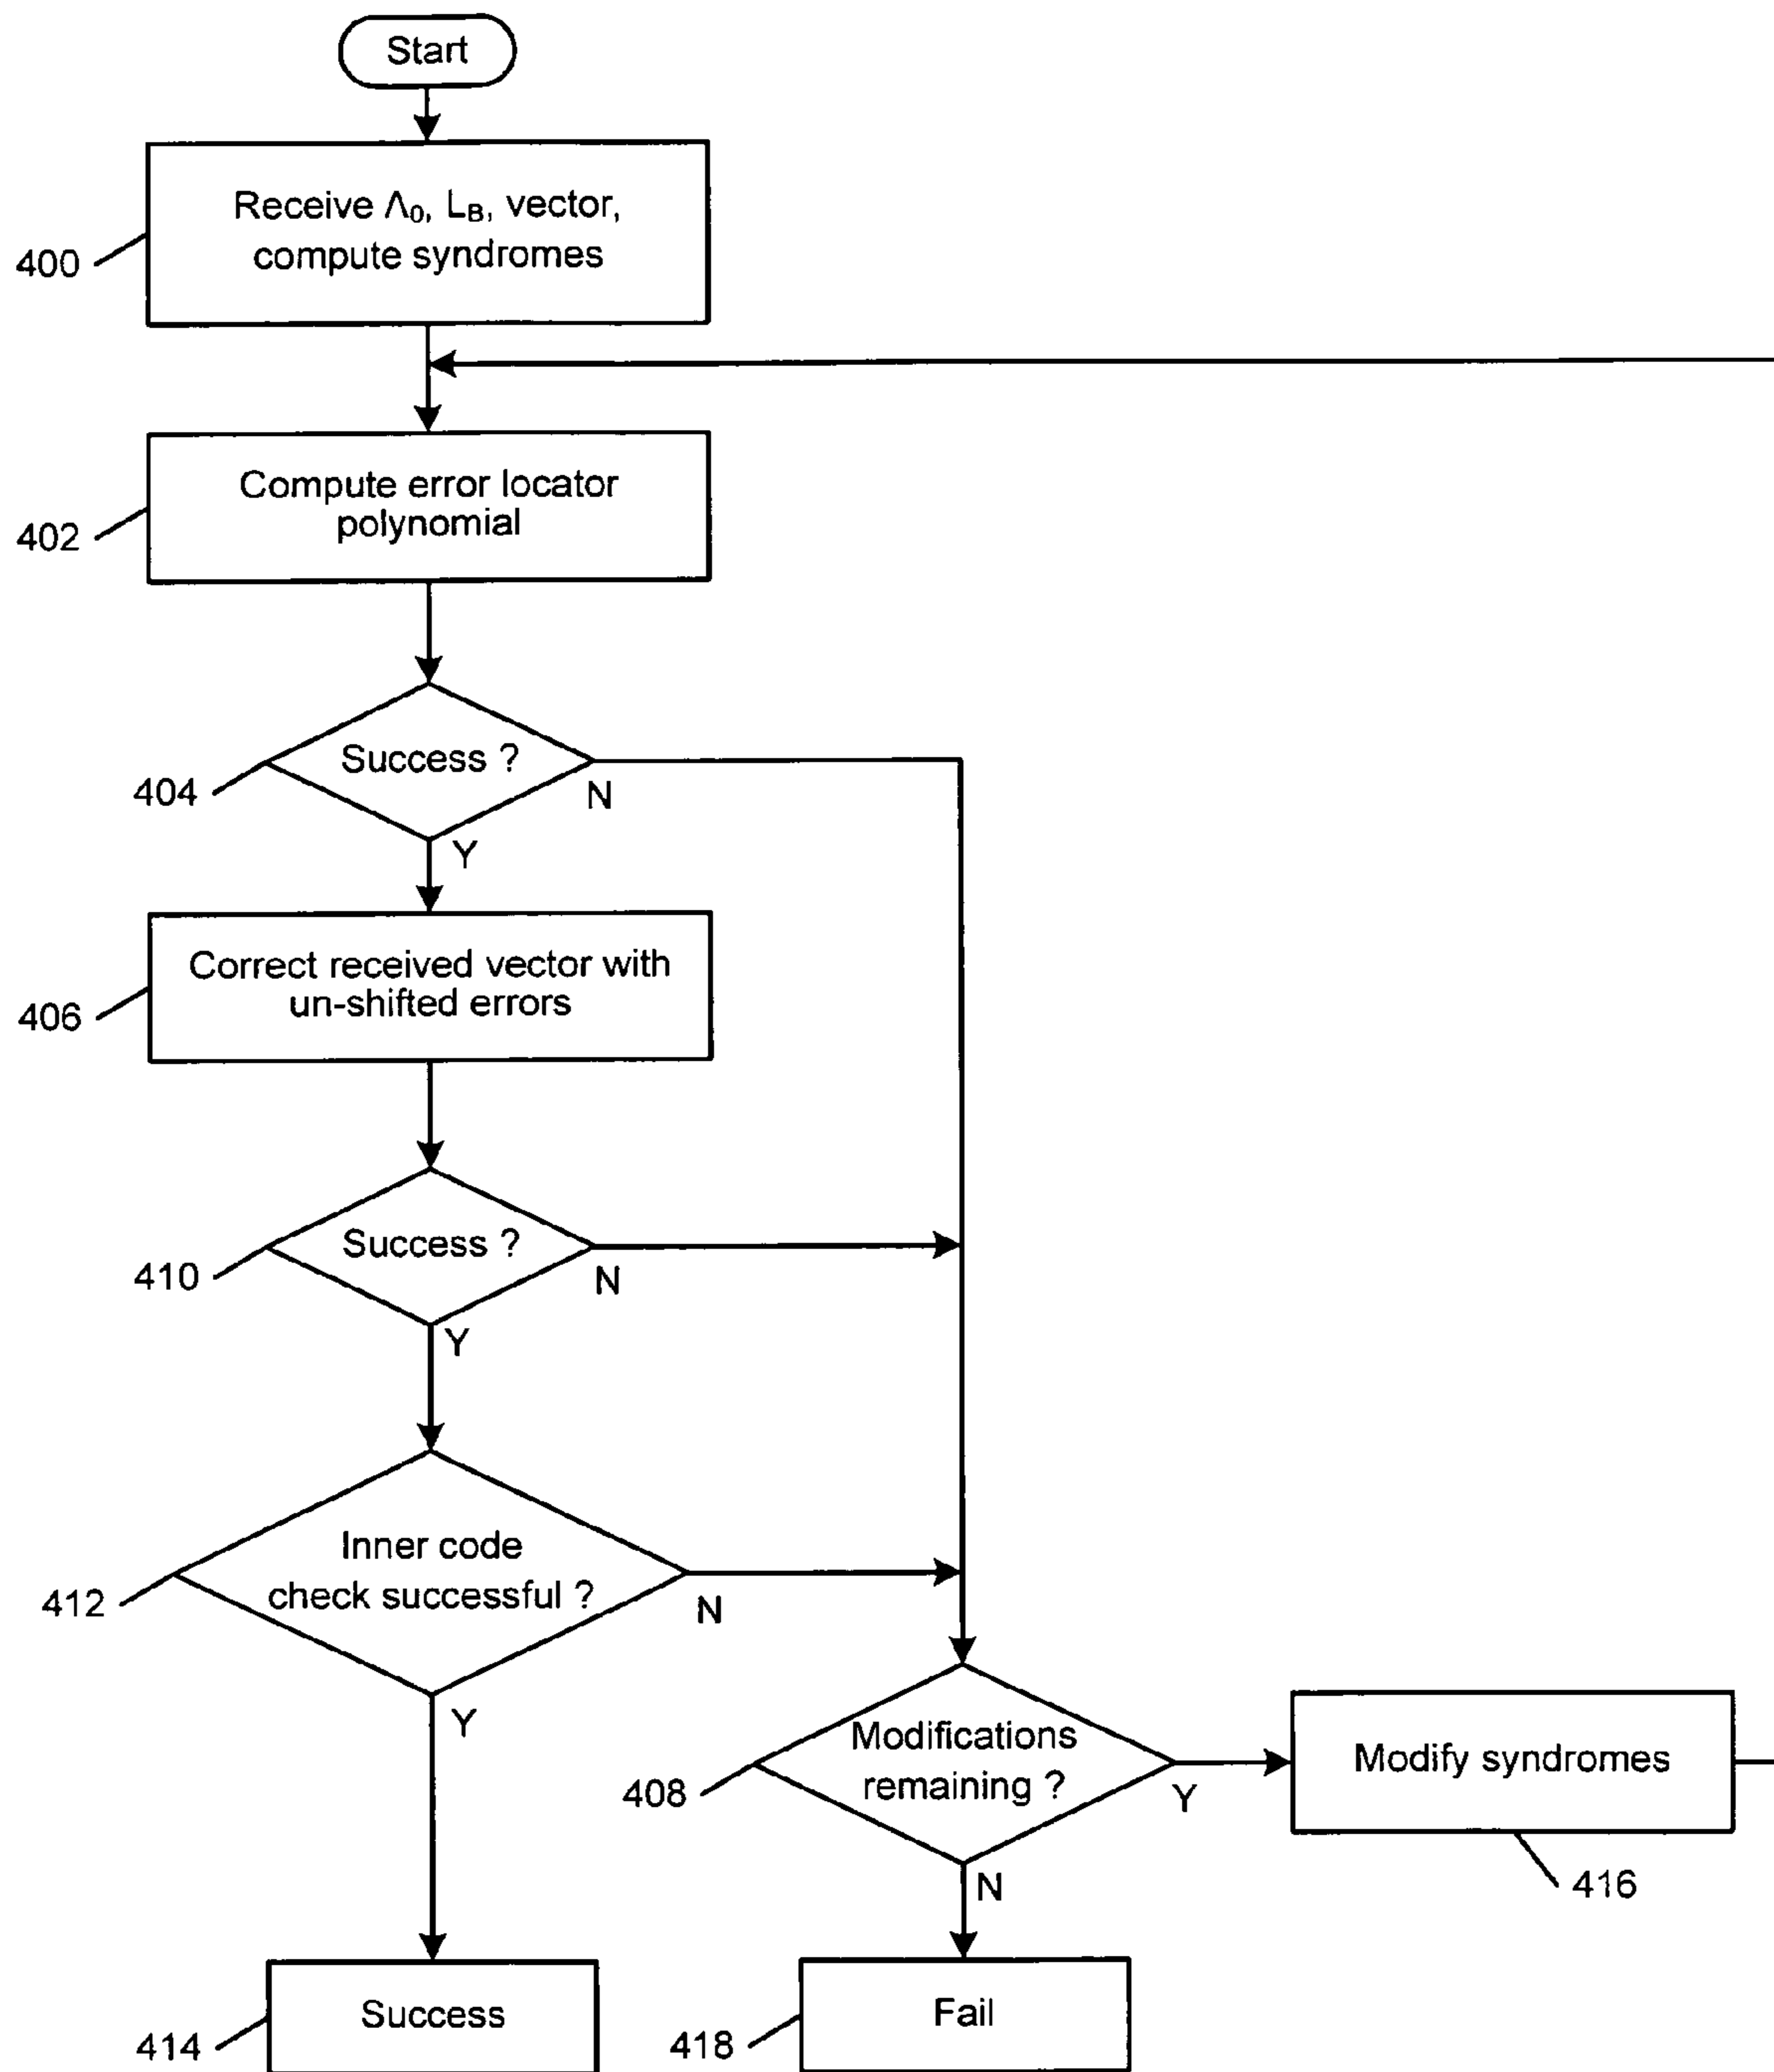 Start
Receive Λ₀, L_B, vector,
compute syndromes
400
Compute error locator
polynomial
402
Success ?
404
N
Y
Correct received vector with
un-shifted errors
406
Success ?
410
N
Y
Inner code
check successful ?
412
N
Y
Modifications
remaining ?
408
Y
Modify syndromes
416
N
Success
414
Fail
418